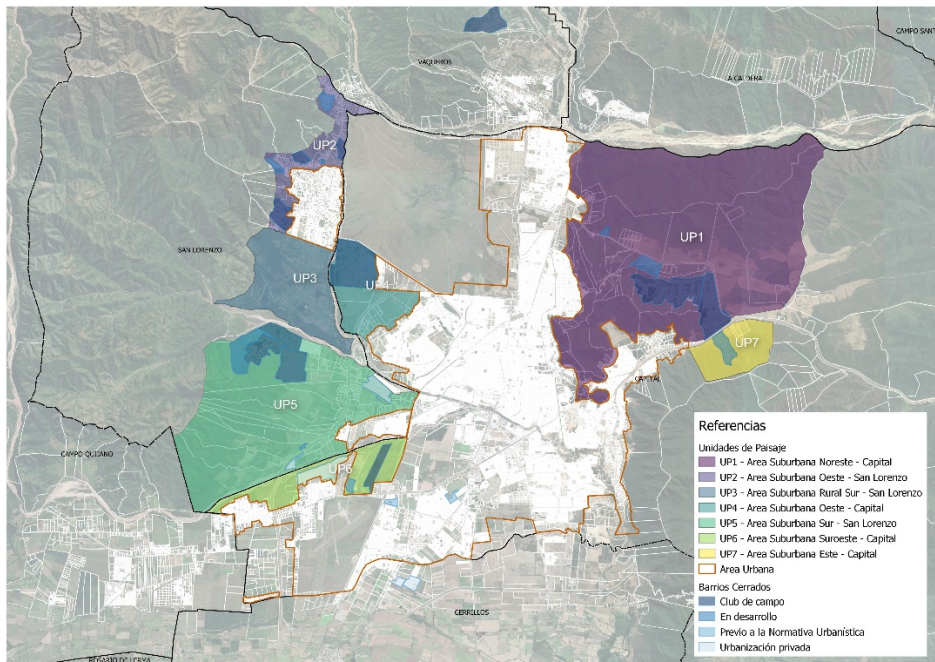 CAMPO SANT
VAQUEROS
A CALDERA
UP2
UP1
SAN LORENZO
UP3
UP4
UP7
CAPITAL
UP5
CAMPO QUIJANO
UP6
CERRILLOS
ROSARIO DE LERMA
Referencias
Unidades de Paisaje
UP1 - Area Suburbana Noreste - Capital
UP2 - Area Suburbana Oeste - San Lorenzo
UP3 - Area Suburbana Rural Sur - San Lorenzo
UP4 - Area Suburbana Oeste - Capital
UP5 - Area Suburbana Sur - San Lorenzo
UP6 - Area Suburbana Suroeste - Capital
UP7 - Area Suburbana Este - Capital
Area Urbana
Barrios Cerrados
Club de campo
En desarrollo
Previo a la Normativa Urbanística
Urbanización privada